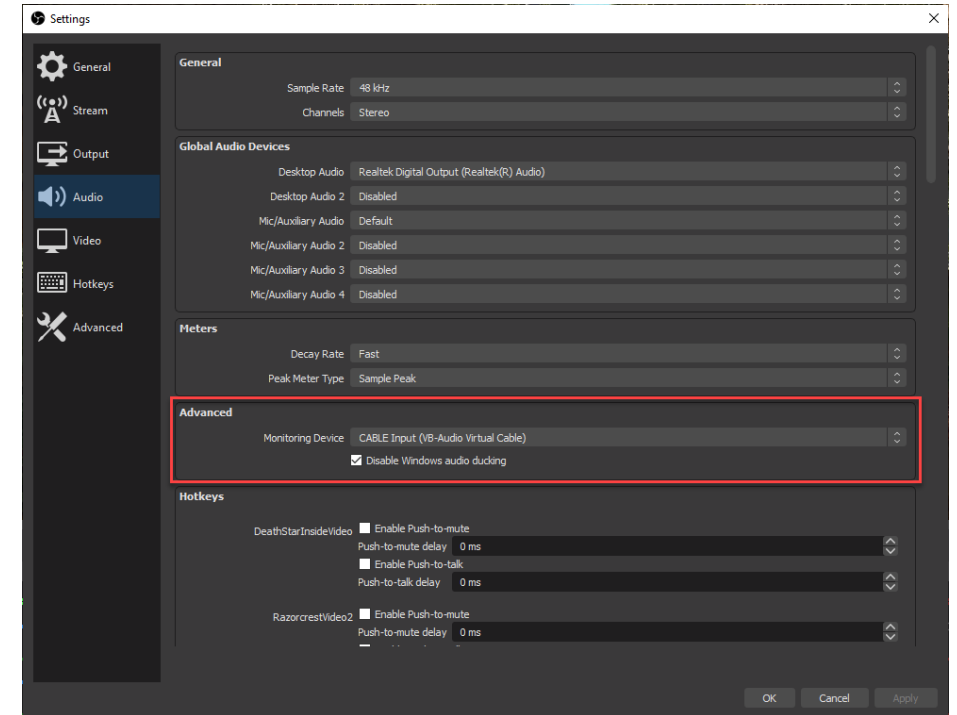 Settings
General
Stream
Output
Audio
Video
Hotkeys
Advanced
General
Sample Rate 48 kHz
Channels Stereo
Global Audio Devices
Desktop Audio Realtek Digital Output (Realtek(R) Audio)
Desktop Audio 2 Disabled
Mic/Auxiliary Audio Default
Mic/Auxiliary Audio 2 Disabled
Mic/Auxiliary Audio 3 Disabled
Mic/Auxiliary Audio 4 Disabled
Meters
Decay Rate Fast
Peak Meter Type Sample Peak
Advanced
Monitoring Device CABLE Input (VB-Audio Virtual Cable)
Disable Windows audio ducking
Hotkeys
DeathStarInsideVideo Enable Push-to-mute
Push-to-mute delay 0 ms
Enable Push-to-talk
Push-to-talk delay 0 ms
RazorcrestVideo2 Enable Push-to-mute
Push-to-mute delay 0 ms
OK Cancel Apply